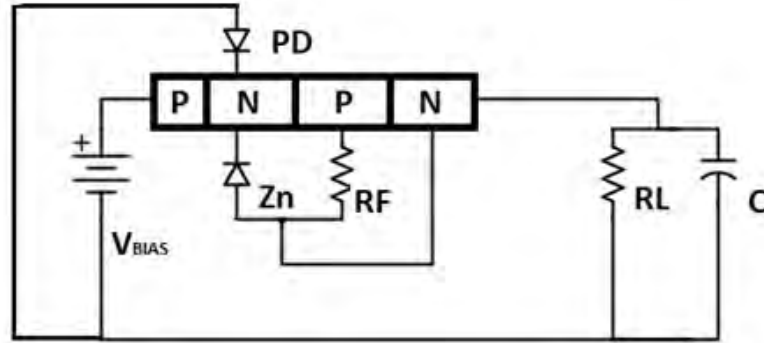 PD
P N P N
+
Zn RF RL C
VBIAS